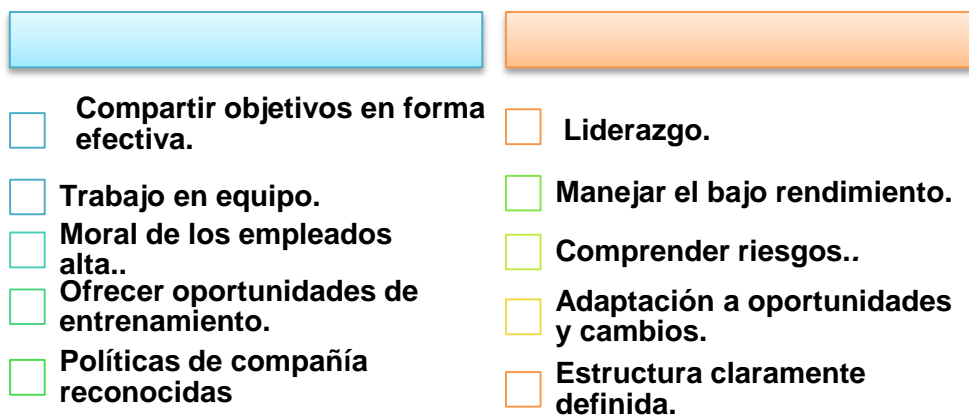 Compartir objetivos en forma
efectiva.
Trabajo en equipo.
Moral de los empleados
alta..
Ofrecer oportunidades de
entrenamiento.
Políticas de compañía
reconocidas
Liderazgo.
Manejar el bajo rendimiento.
Comprender riesgos..
Adaptación a oportunidades
y cambios.
Estructura claramente
definida.